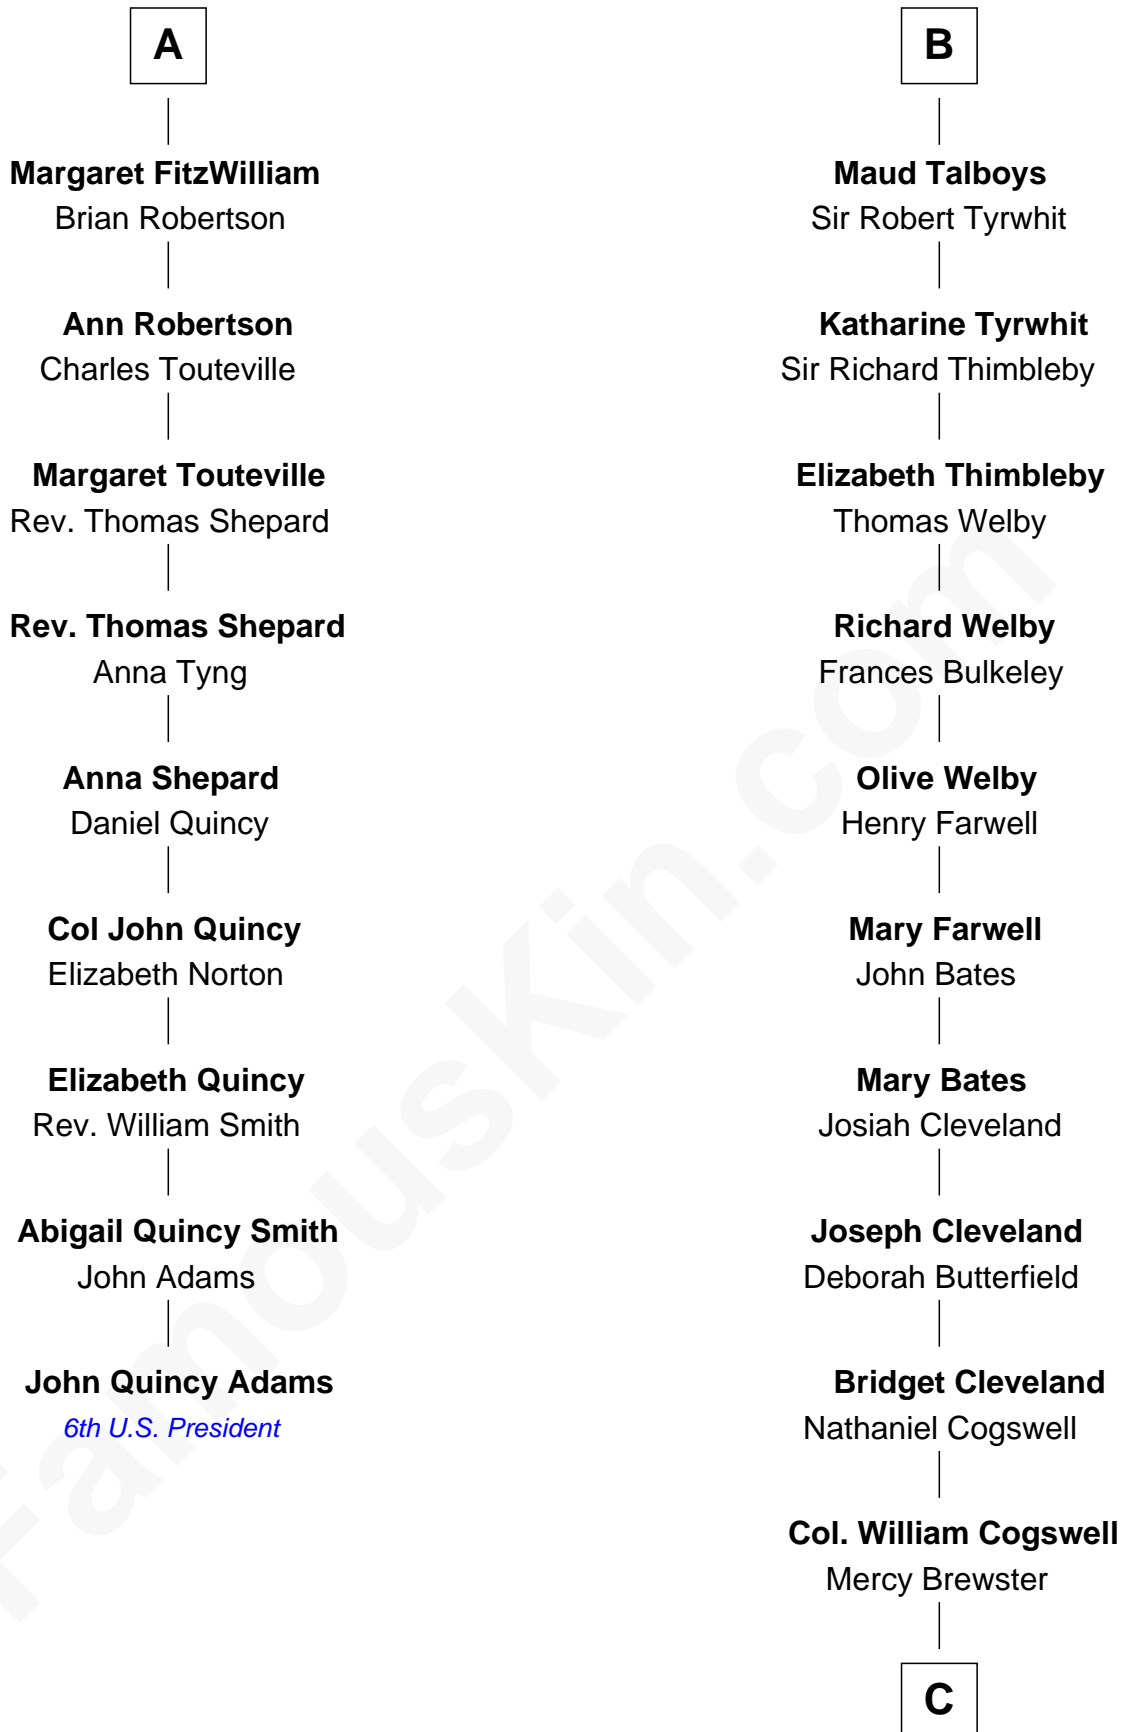 A
Margaret FitzWilliam
Brian Robertson
Ann Robertson
Charles Touteville
Margaret Touteville
Rev. Thomas Shepard
Rev. Thomas Shepard
Anna Tyng
Anna Shepard
Daniel Quincy
Col John Quincy
Elizabeth Norton
Elizabeth Quincy
Rev. William Smith
Abigail Quincy Smith
John Adams
John Quincy Adams
6th U.S. President
B
Maud Talboys
Sir Robert Tyrwhit
Katharine Tyrwhit
Sir Richard Thimbleby
Elizabeth Thimbleby
Thomas Welby
Richard Welby
Frances Bulkeley
Olive Welby
Henry Farwell
Mary Farwell
John Bates
Mary Bates
Josiah Cleveland
Joseph Cleveland
Deborah Butterfield
Bridget Cleveland
Nathaniel Cogswell
Col. William Cogswell
Mercy Brewster
C
FamousKin.com